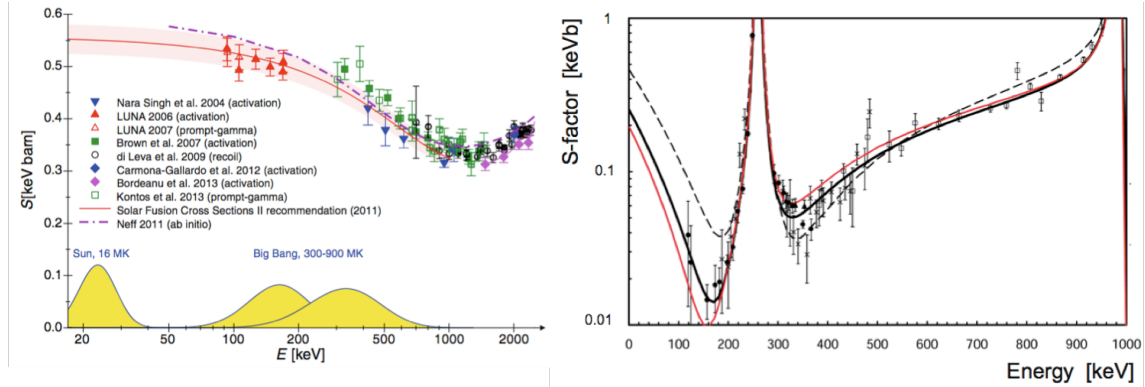 S[keV barn]
0.6
0.5
0.4
0.3
0.2
0.1
0.0
Nara Singh et al. 2004 (activation)
LUNA 2006 (activation)
LUNA 2007 (prompt-gamma)
Brown et al. 2007 (activation)
di Leva et al. 2009 (recoil)
Carmona-Gallardo et al. 2012 (activation)
Bordeanu et al. 2013 (activation)
Kontos et al. 2013 (prompt-gamma)
Solar Fusion Cross Sections II recommendation (2011)
Neff 2011 (ab initio)
Sun, 16 MK
Big Bang, 300-900 MK
20
100
200
1000
2000
E [keV]
S-factor [keVb]
1
0.1
0.01
0 100 200 300 400 500 600 700 800 900 1000
Energy [keV]